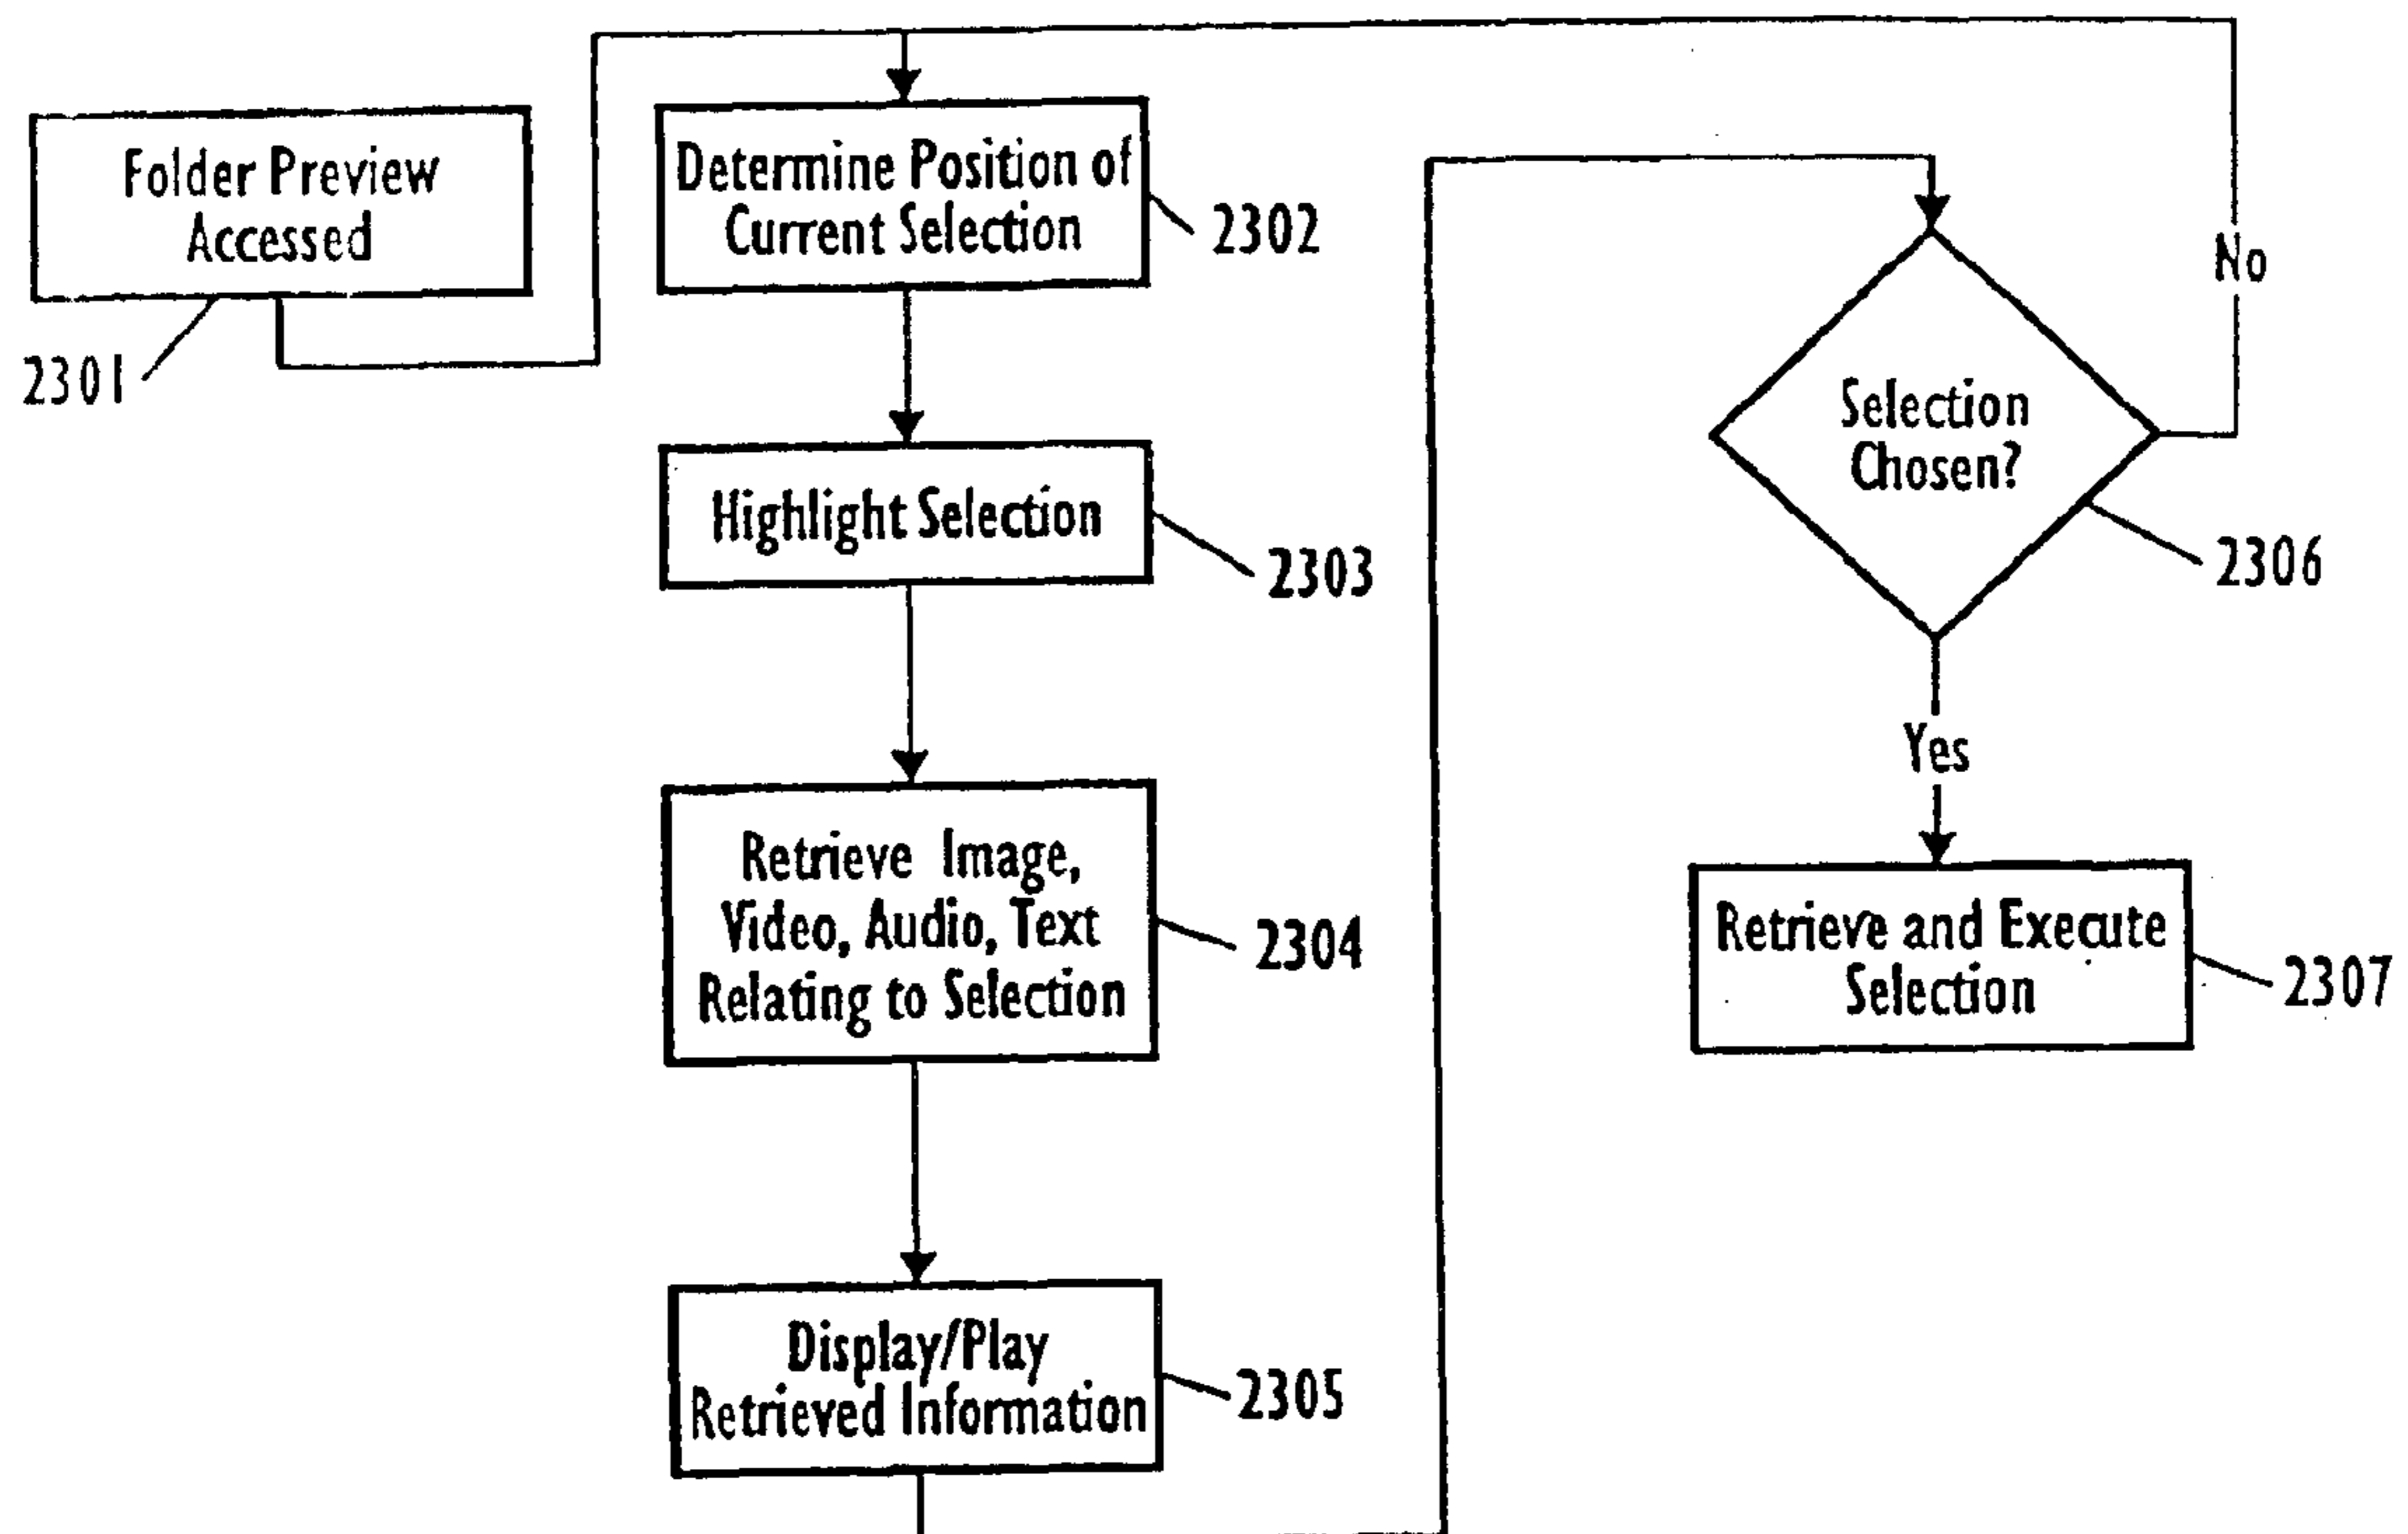 Folder Preview
Accessed
2301
Determine Position of
Current Selection
2302
Highlight Selection
2303
Retrieve Image,
Video, Audio, Text
Relating to Selection
2304
Display/Play
Retrieved Information
2305
Selection
Chosen?
No
2306
Yes
Retrieve and Execute
Selection
2307